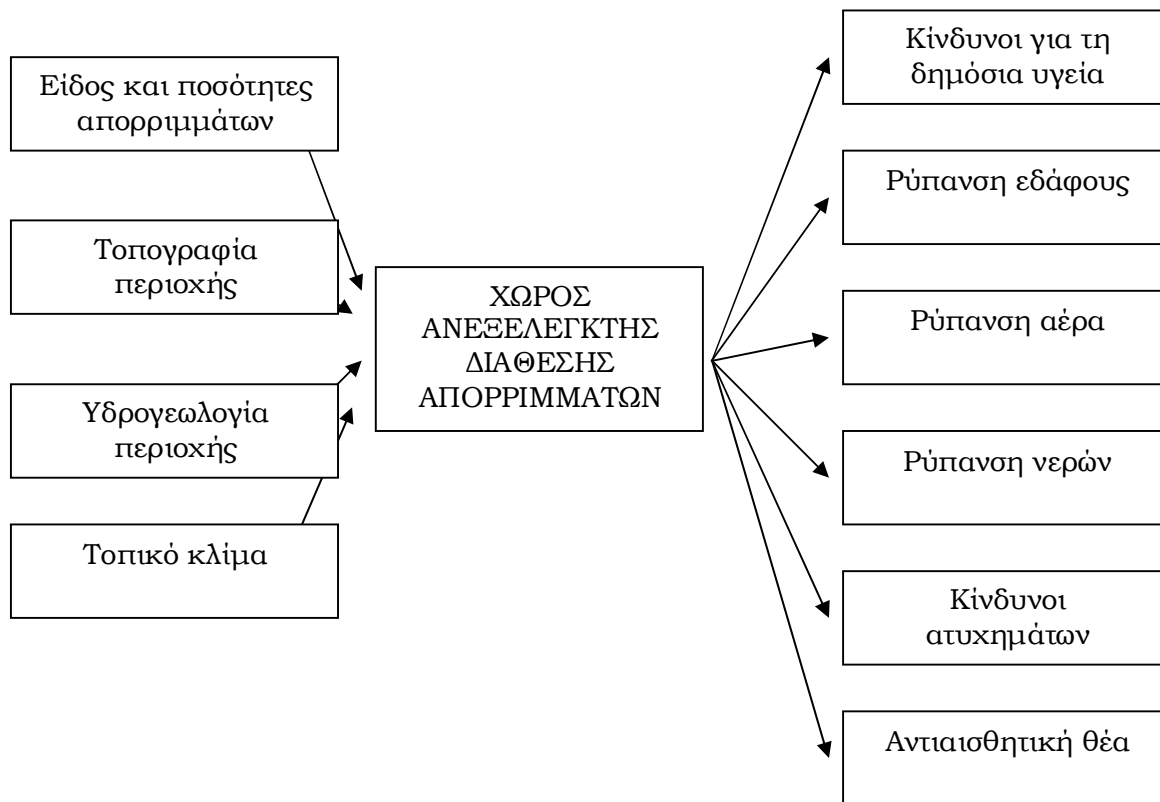 Είδος και ποσότητες
απορριμμάτων
Τοπογραφία
περιοχής
Υδρογεωλογία
περιοχής
Τοπικό κλίμα
ΧΩΡΟΣ
ΑΝΕΞΕΛΕΓΚΤΗΣ
ΔΙΑΘΕΣΗΣ
ΑΠΟΡΡΙΜΜΑΤΩΝ
Κίνδυνοι για τη
δημόσια υγεία
Ρύπανση εδάφους
Ρύπανση αέρα
Ρύπανση νερών
Κίνδυνοι
ατυχημάτων
Αντιαισθητική θέα